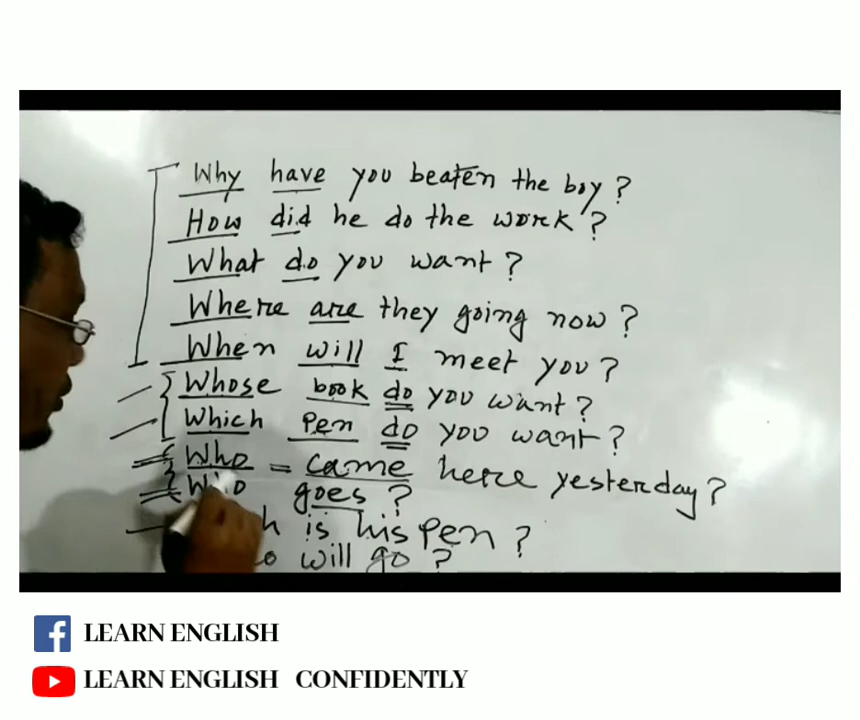 Why have you beaten the boy?
How did he do the work?
What do you want?
Where are they going now?
When will I meet you?
Whose book do you want?
Which pen do you want?
Who = came here yesterday?
Who goes?
is his pen?
will go?
LEARN ENGLISH
LEARN ENGLISH CONFIDENTLY